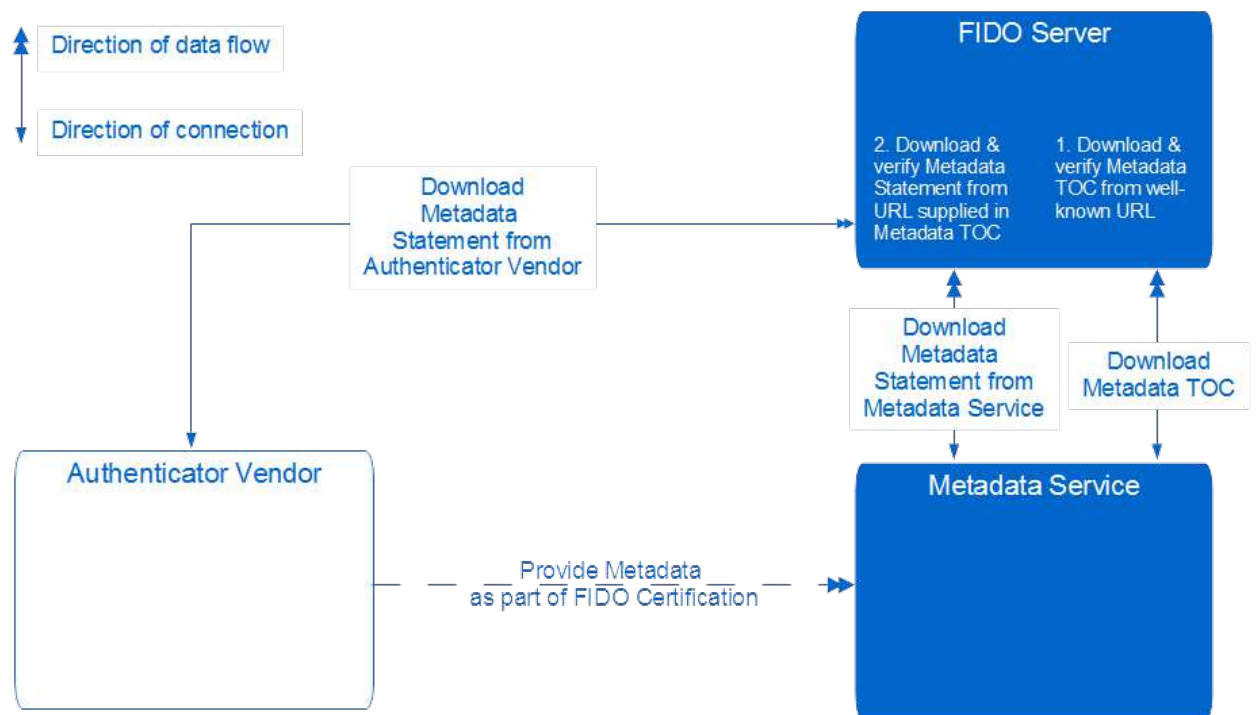 Direction of data flow
Direction of connection
Download
Metadata
Statement from
Authenticator Vendor
FIDO Server
2. Download &
verify Metadata
Statement from
URL supplied in
Metadata TOC
1. Download &
verify Metadata
TOC from well-
known URL
Download
Metadata
Statement from
Metadata Service
Download
Metadata TOC
Authenticator Vendor
Provide Metadata
as part of FIDO Certification
Metadata Service